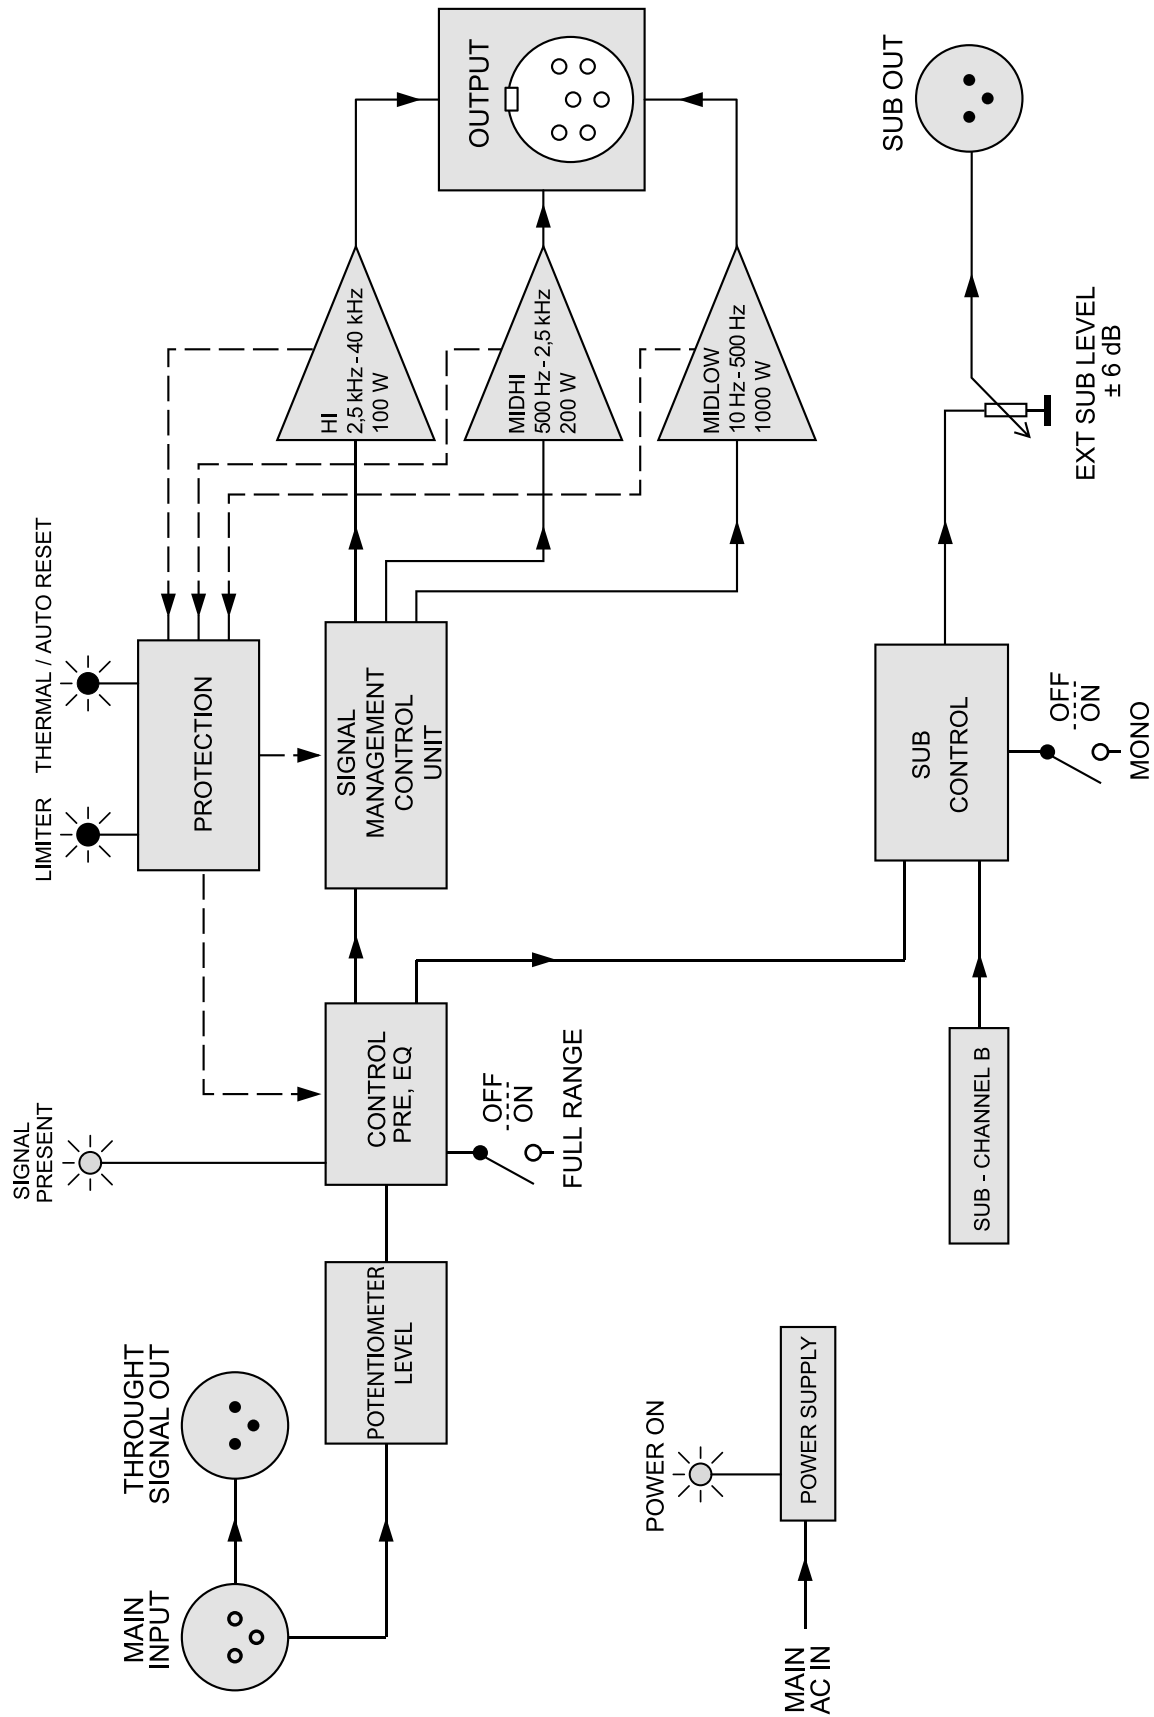 MAIN
INPUT
THROUGHT
SIGNAL OUT
POTENTIOMETER
LEVEL
SIGNAL
PRESENT
CONTROL
PRE, EQ
OFF
ON
FULL RANGE
LIMITER
THERMAL / AUTO RESET
PROTECTION
SIGNAL
MANAGEMENT
CONTROL
UNIT
HI
2,5 kHz - 40 kHz
100 W
MIDHI
500 Hz - 2,5 kHz
200 W
MIDLOW
10 Hz - 500 Hz
1000 W
OUTPUT
MAIN
AC IN
POWER ON
POWER SUPPLY
SUB - CHANNEL B
SUB
CONTROL
OFF
ON
MONO
EXT SUB LEVEL
± 6 dB
SUB OUT